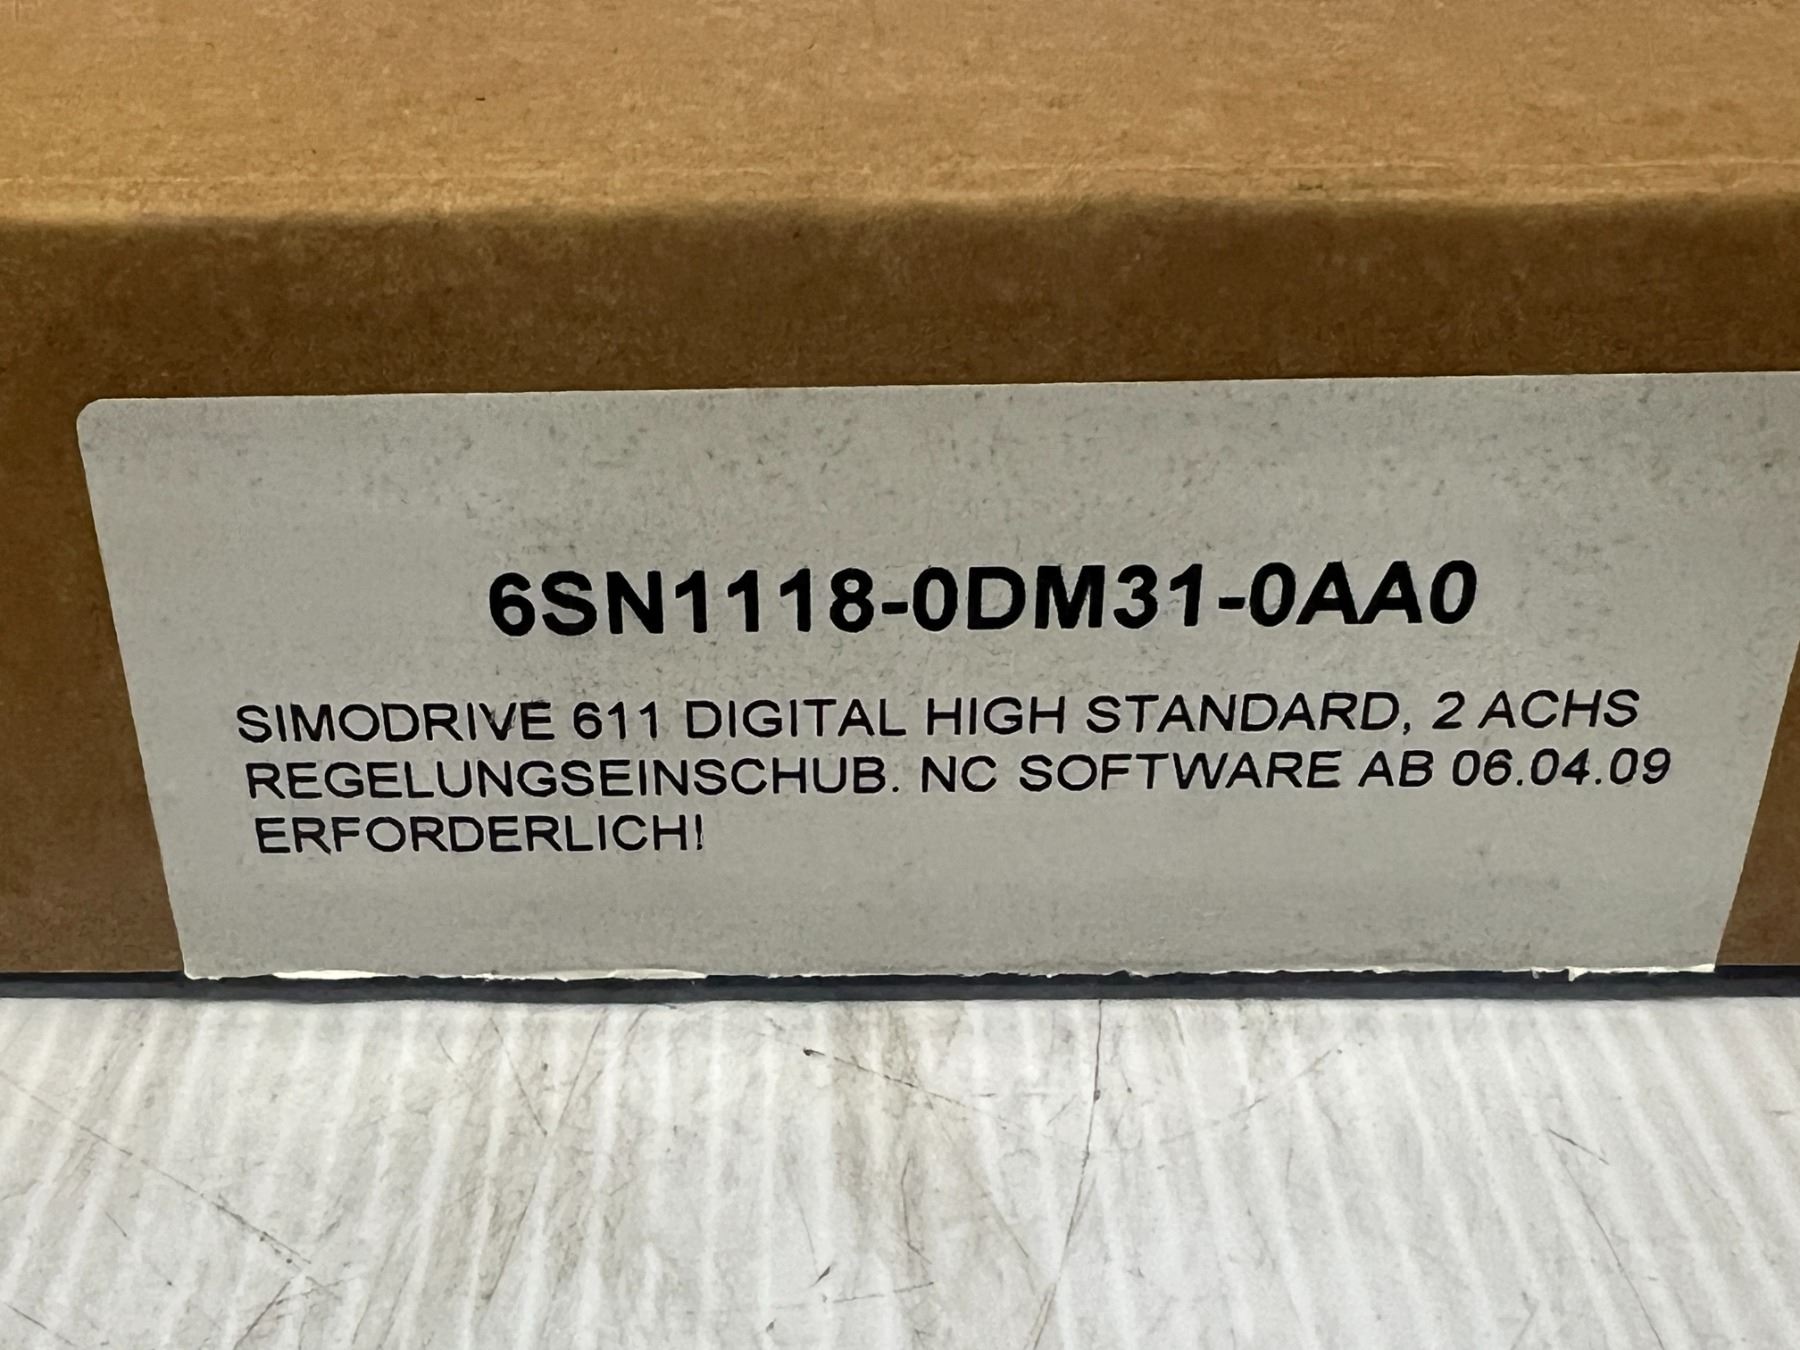 6SN1118-0DM31-0AA0
SIMODRIVE 611 DIGITAL HIGH STANDARD, 2 ACHS
REGELUNGSEINSCHUB. NC SOFTWARE AB 06.04.09
ERFORDERLICH!